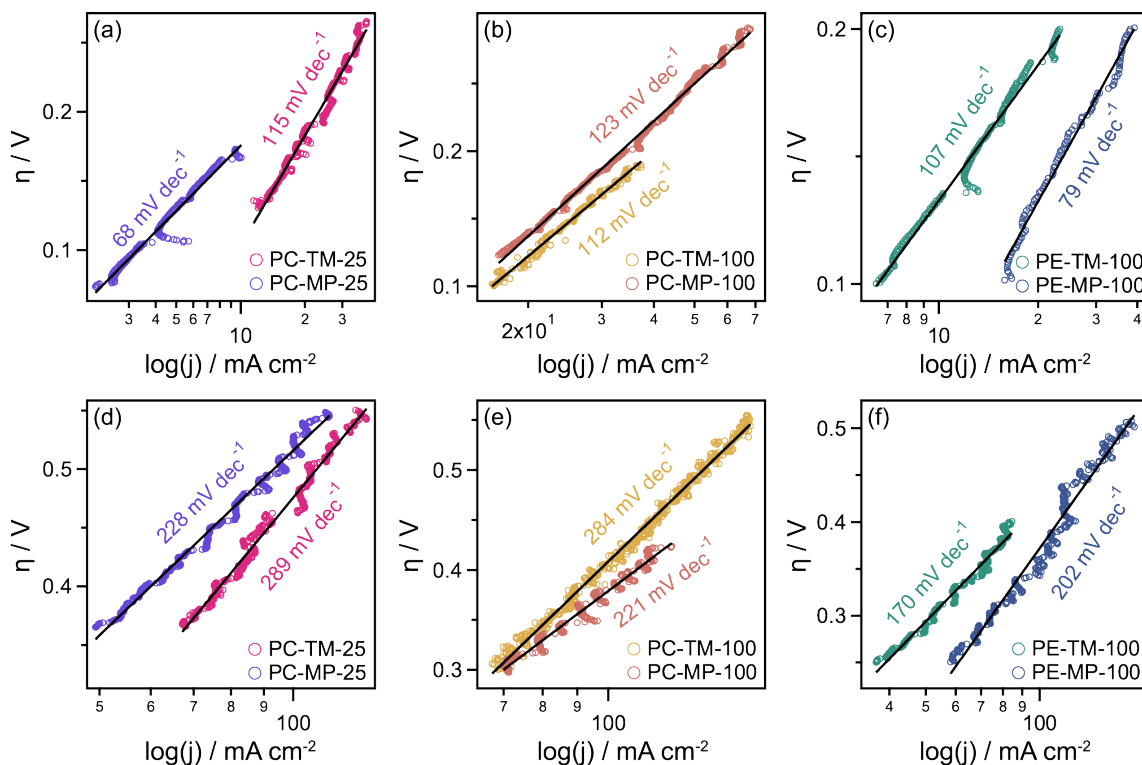 (a)
115 mV dec⁻¹
68 mV dec⁻¹
PC-TM-25
PC-MP-25
η / V
0.2
0.1
3 4 5 6 7 10 2 3
log(j) / mA cm⁻²
(b)
123 mV dec⁻¹
112 mV dec⁻¹
PC-TM-100
PC-MP-100
η / V
0.2
0.1
2x10¹ 3 4 5 6 7
log(j) / mA cm⁻²
(c)
107 mV dec⁻¹
79 mV dec⁻¹
PE-TM-100
PE-MP-100
η / V
0.2
0.1
7 8 9 10 2 3 4
log(j) / mA cm⁻²
(d)
228 mV dec⁻¹
289 mV dec⁻¹
PC-TM-25
PC-MP-25
η / V
0.5
0.4
5 6 7 8 9 100
log(j) / mA cm⁻²
(e)
284 mV dec⁻¹
221 mV dec⁻¹
PC-TM-100
PC-MP-100
η / V
0.5
0.4
0.3
7 8 9 100
log(j) / mA cm⁻²
(f)
170 mV dec⁻¹
202 mV dec⁻¹
PE-TM-100
PE-MP-100
η / V
0.5
0.4
0.3
4 5 6 7 8 9 100
log(j) / mA cm⁻²